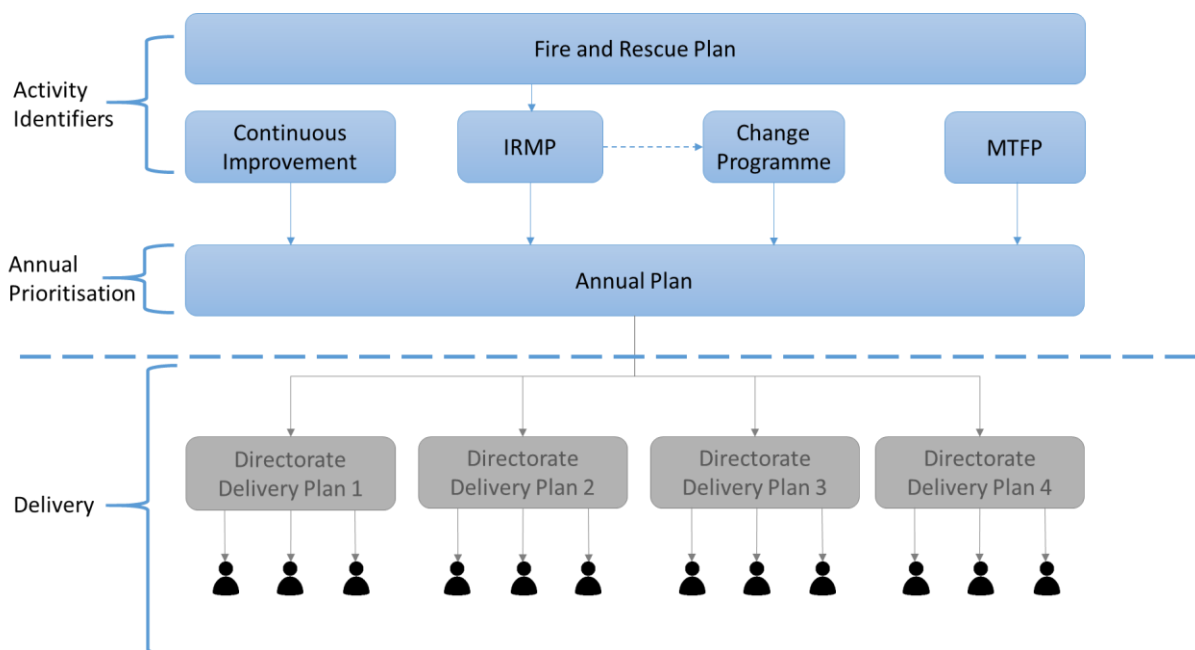 Fire and Rescue Plan
Activity
Identifiers
Continuous
Improvement
IRMP
Change
Programme
MTFP
Annual
Prioritisation
Annual Plan
Delivery
Directorate
Delivery Plan 1
Directorate
Delivery Plan 2
Directorate
Delivery Plan 3
Directorate
Delivery Plan 4